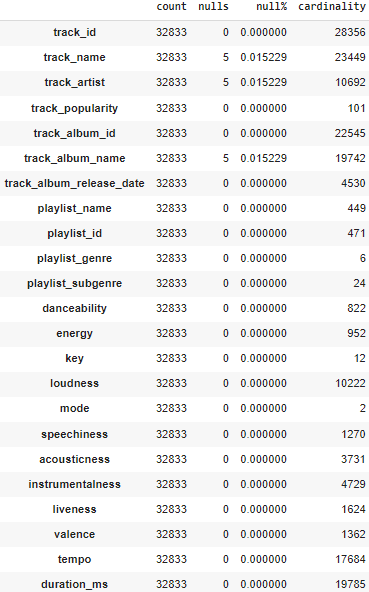 count nulls null% cardinality
track_id 32833 0 0.000000 28356
track_name 32833 5 0.015229 23449
track_artist 32833 5 0.015229 10692
track_popularity 32833 0 0.000000 101
track_album_id 32833 0 0.000000 22545
track_album_name 32833 5 0.015229 19742
track_album_release_date 32833 0 0.000000 4530
playlist_name 32833 0 0.000000 449
playlist_id 32833 0 0.000000 471
playlist_genre 32833 0 0.000000 6
playlist_subgenre 32833 0 0.000000 24
danceability 32833 0 0.000000 822
energy 32833 0 0.000000 952
key 32833 0 0.000000 12
loudness 32833 0 0.000000 10222
mode 32833 0 0.000000 2
speechiness 32833 0 0.000000 1270
acousticness 32833 0 0.000000 3731
instrumentalness 32833 0 0.000000 4729
liveness 32833 0 0.000000 1624
valence 32833 0 0.000000 1362
tempo 32833 0 0.000000 17684
duration_ms 32833 0 0.000000 19785